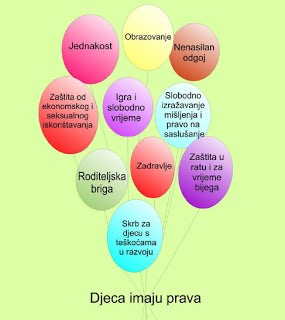 Obrazovanje
Jednakost
Nenasilan
odgoj
Zaštita od
ekonomskog i
seksualnog
iskorištavanja
Igra i
slobodno
vrijeme
Slobodno
izražavanje
mišljenja i
pravo na
saslušanje
Zaštita u
ratu i za
vrijeme
bijega
Roditeljska
briga
Zadravlje
Skrb za
djecu s
teškoćama
u razvoju
Djeca imaju prava